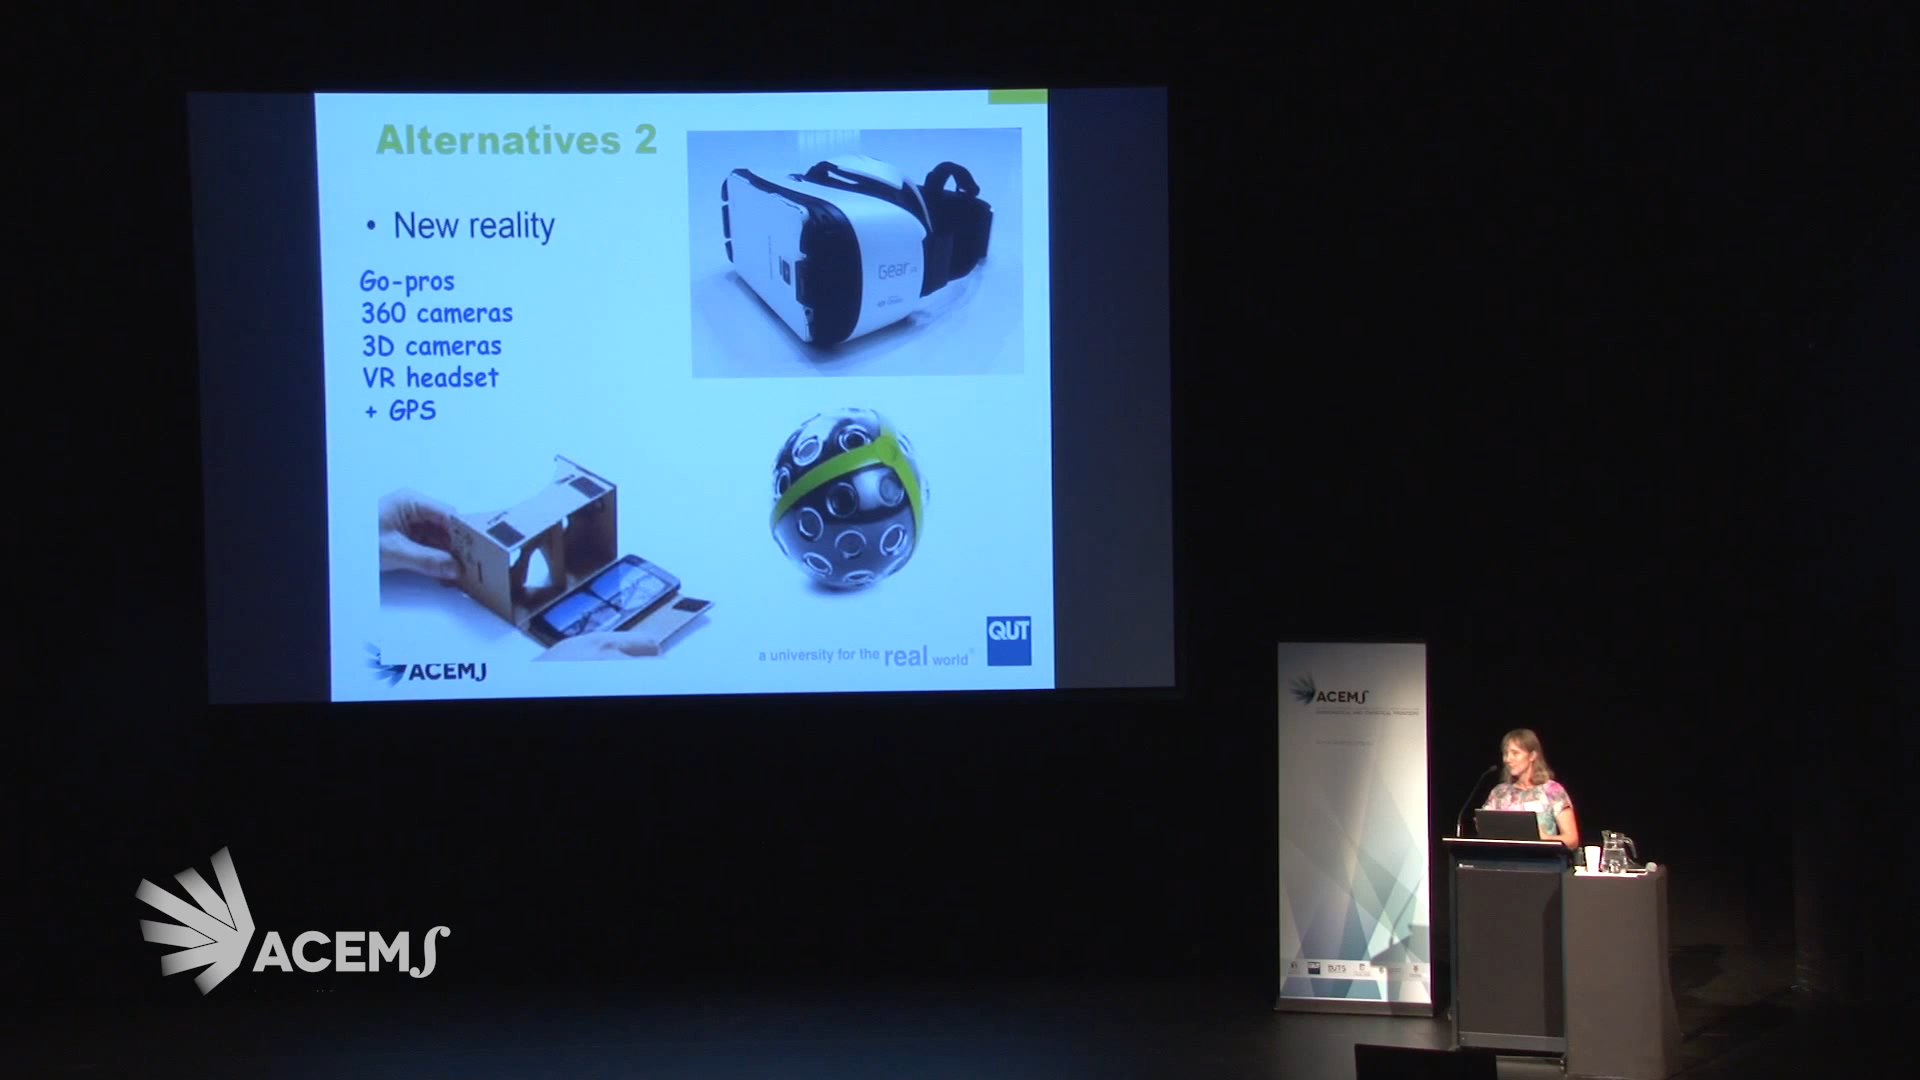 Alternatives 2
• New reality
Go-pros
360 cameras
3D cameras
VR headset
+ GPS
Gear
ACEMS
a university for the real world
QUT
ACEMS
UTS
ACEMS